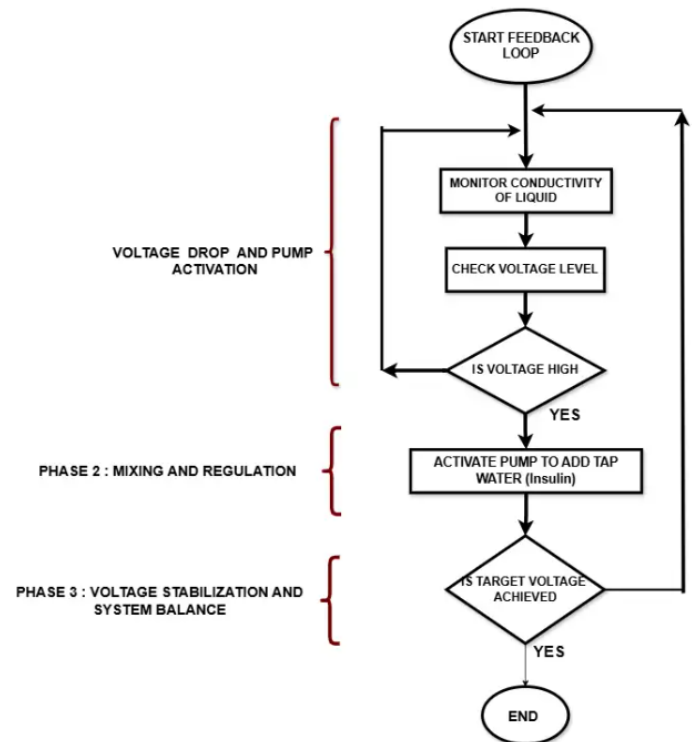 START FEEDBACK
LOOP
MONITOR CONDUCTIVITY
OF LIQUID
VOLTAGE DROP AND PUMP
ACTIVATION
CHECK VOLTAGE LEVEL
IS VOLTAGE HIGH
YES
PHASE 2 : MIXING AND REGULATION
ACTIVATE PUMP TO ADD TAP
WATER (Insulin)
PHASE 3 : VOLTAGE STABILIZATION AND
SYSTEM BALANCE
IS TARGET VOLTAGE
ACHIEVED
YES
END